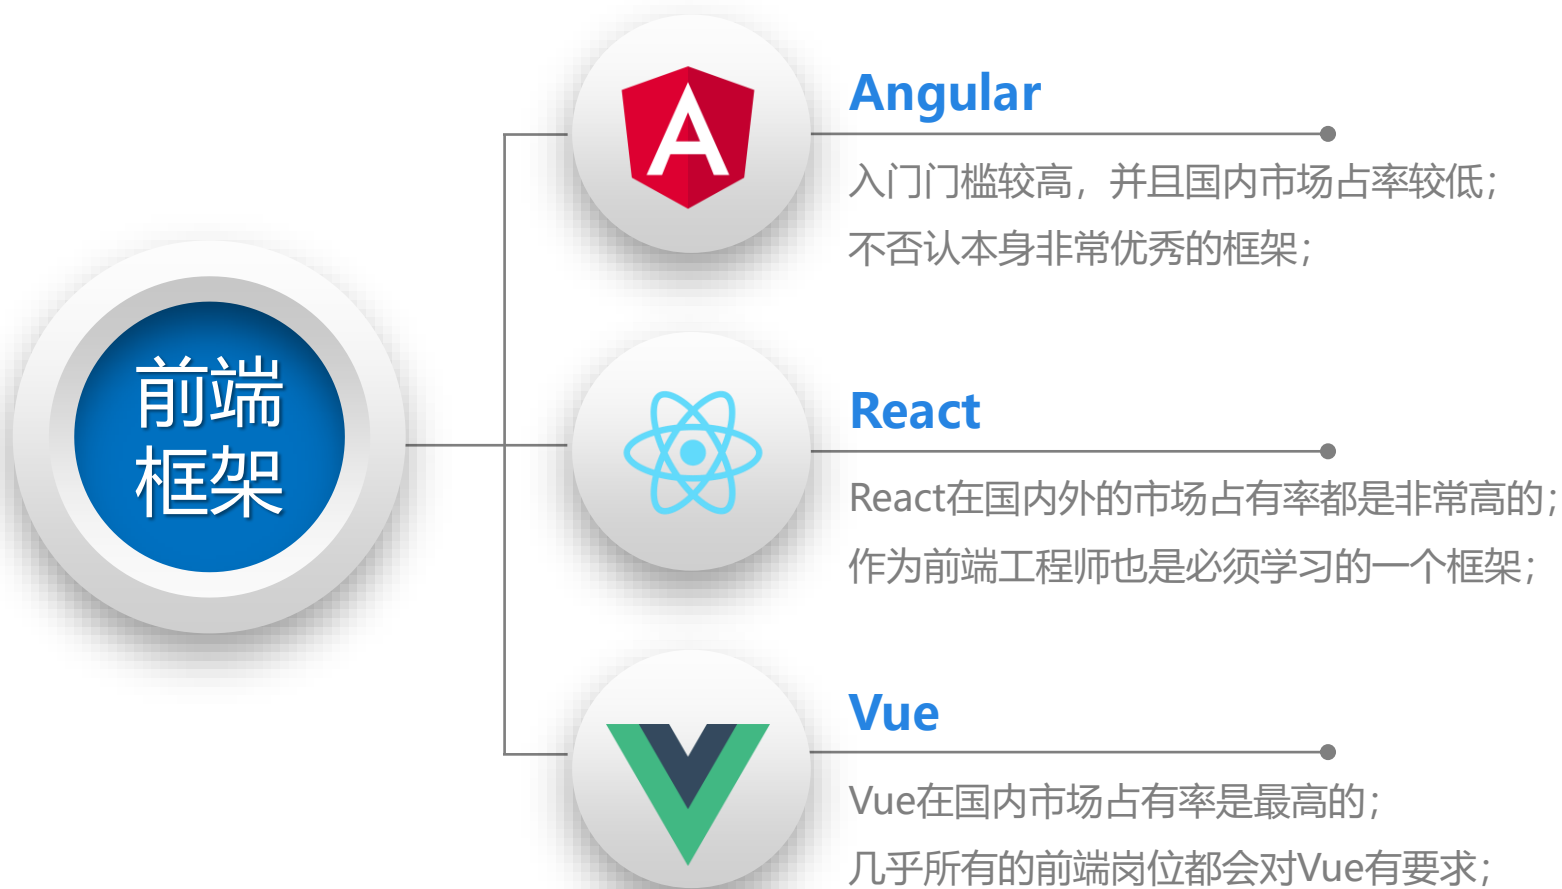 前端
框架
Angular
入门门槛较高，并且国内市场占率较低；
不否认本身非常优秀的框架；
React
React在国内外的市场占有率都是非常高的；
作为前端工程师也是必须学习的一个框架；
Vue
Vue在国内市场占有率是最高的；
几乎所有的前端岗位都会对Vue有要求；